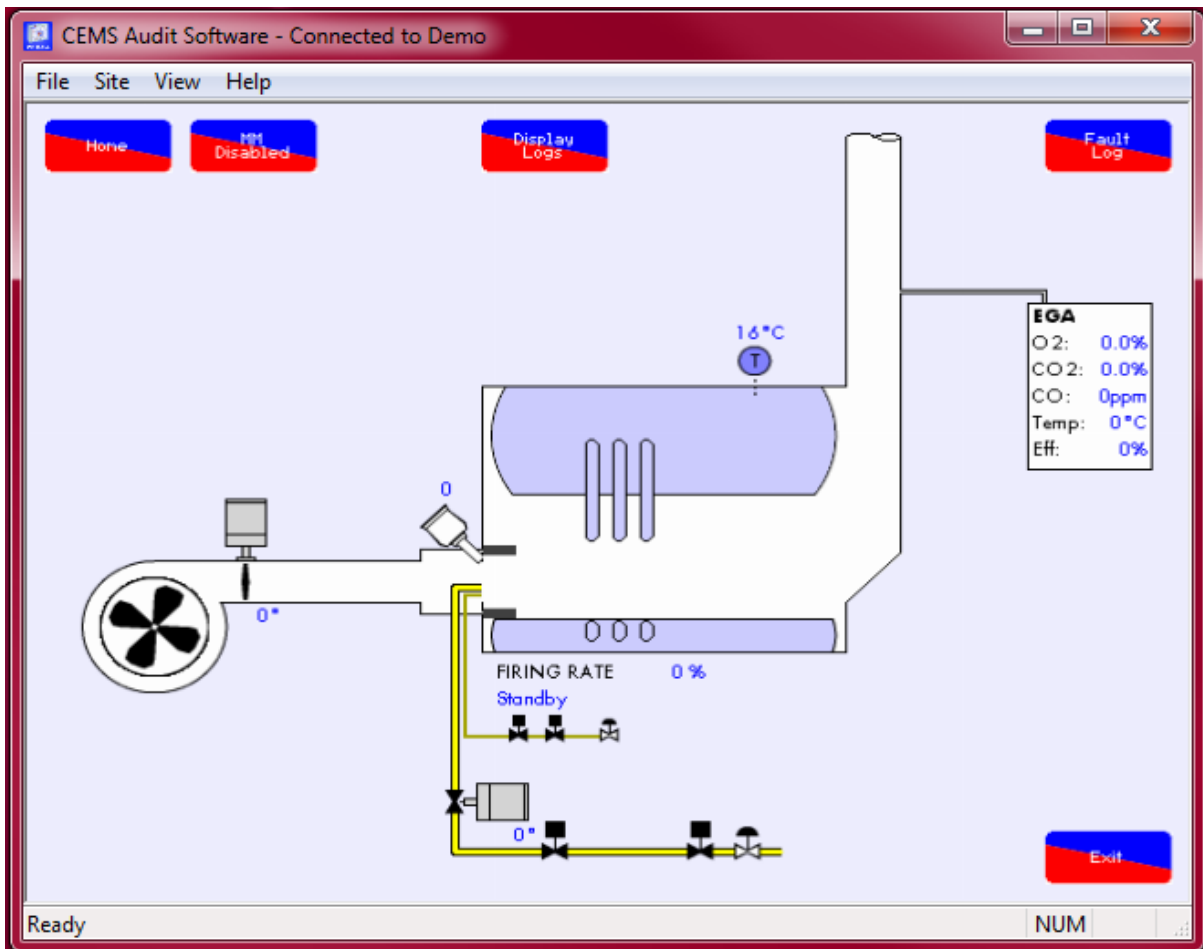 CEMS Audit Software - Connected to Demo
File Site View Help
Home
MM
Disabled
Display
Logs
Fault
Log
16°C
T
EGA
O2: 0.0%
CO2: 0.0%
CO: 0ppm
Temp: 0°C
Eff: 0%
0
0°
FIRING RATE 0 %
Standby
0°
Exit
Ready NUM